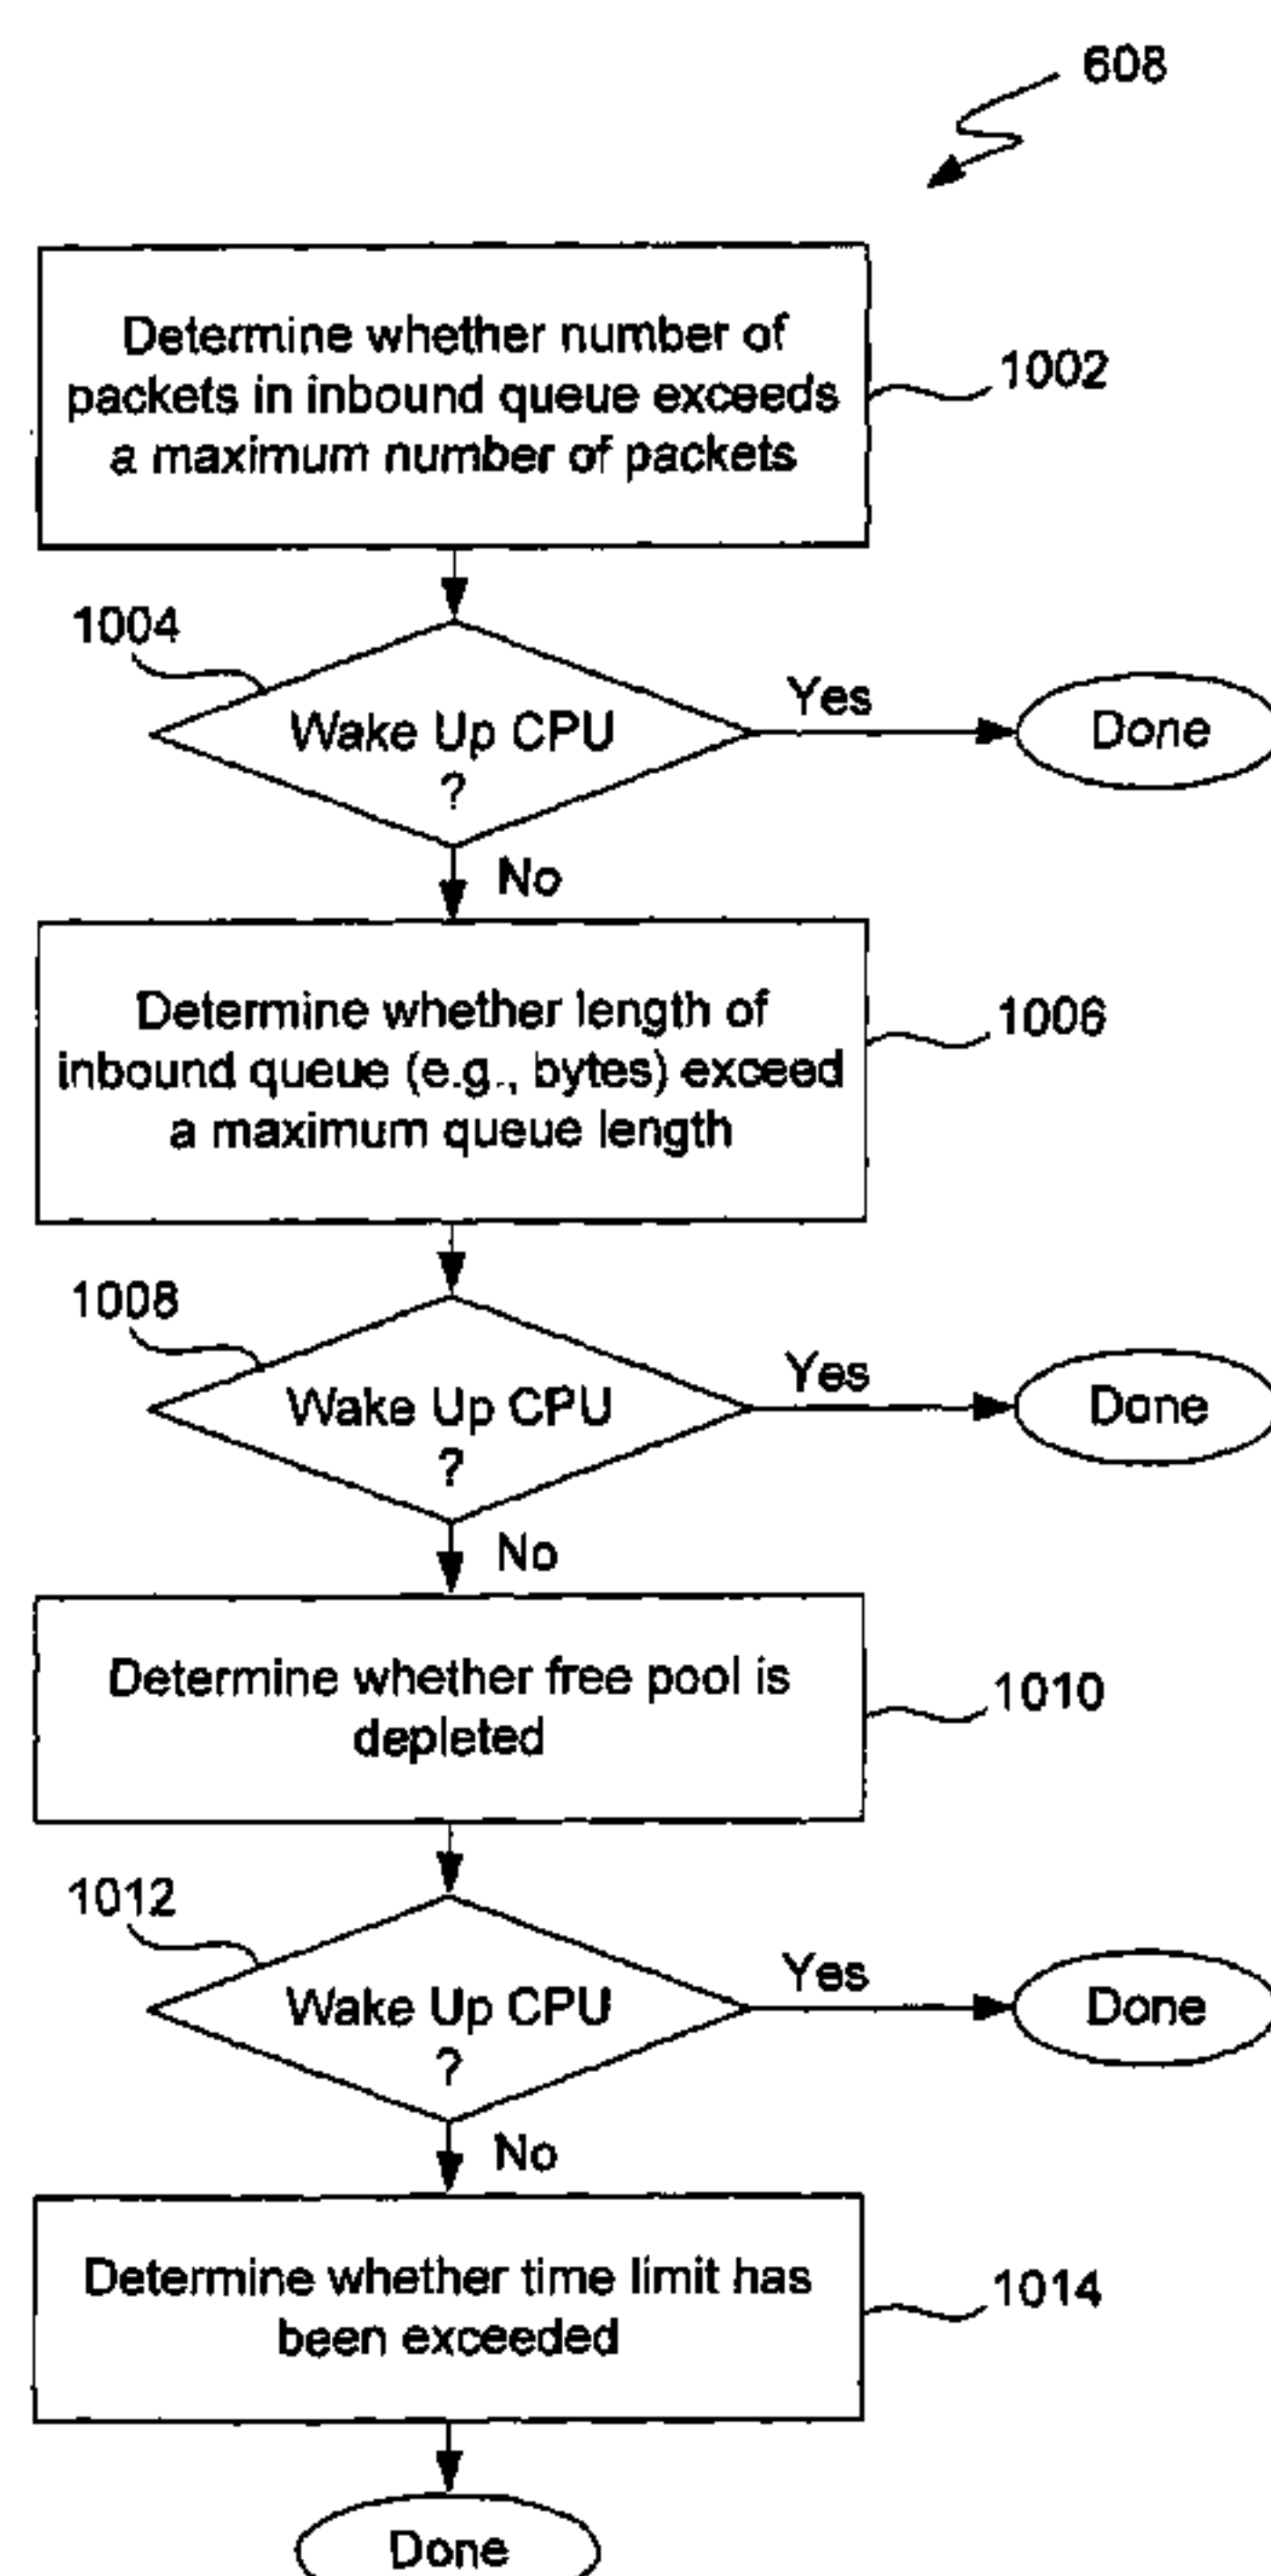 608
Determine whether number of
packets in inbound queue exceeds
a maximum number of packets
1002
1004
Wake Up CPU
?
Yes
Done
No
Determine whether length of
inbound queue (e.g., bytes) exceed
a maximum queue length
1006
1008
Wake Up CPU
?
Yes
Done
No
Determine whether free pool is
depleted
1010
1012
Wake Up CPU
?
Yes
Done
No
Determine whether time limit has
been exceeded
1014
Done